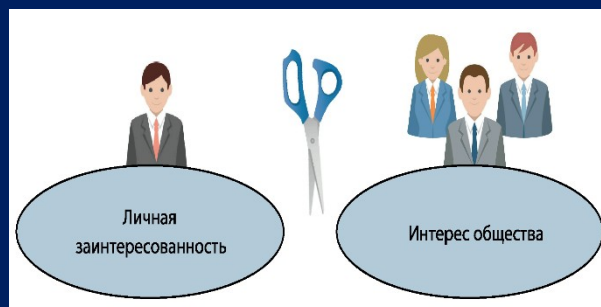 Личная
заинтересованность
Интерес общества